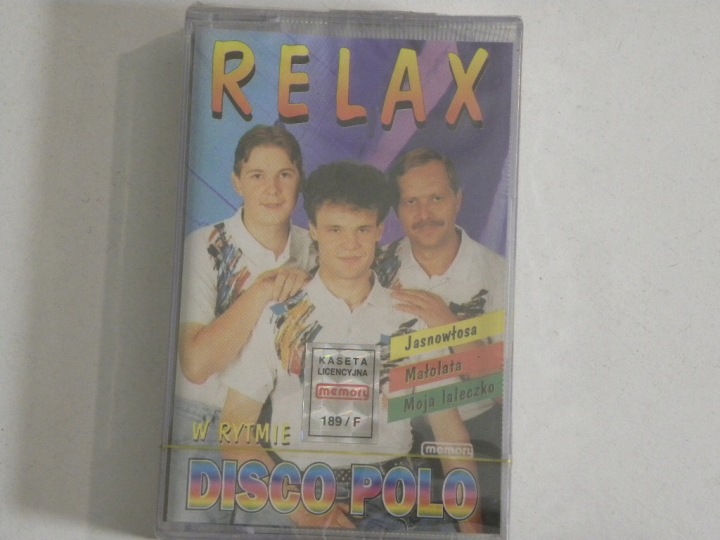 RELAX
Jasnowłosa
Małolata
Moja laleczko
KASETA
LICENCYJNA
memory
189/F
W RYTMIE
memory
DISCO POLO